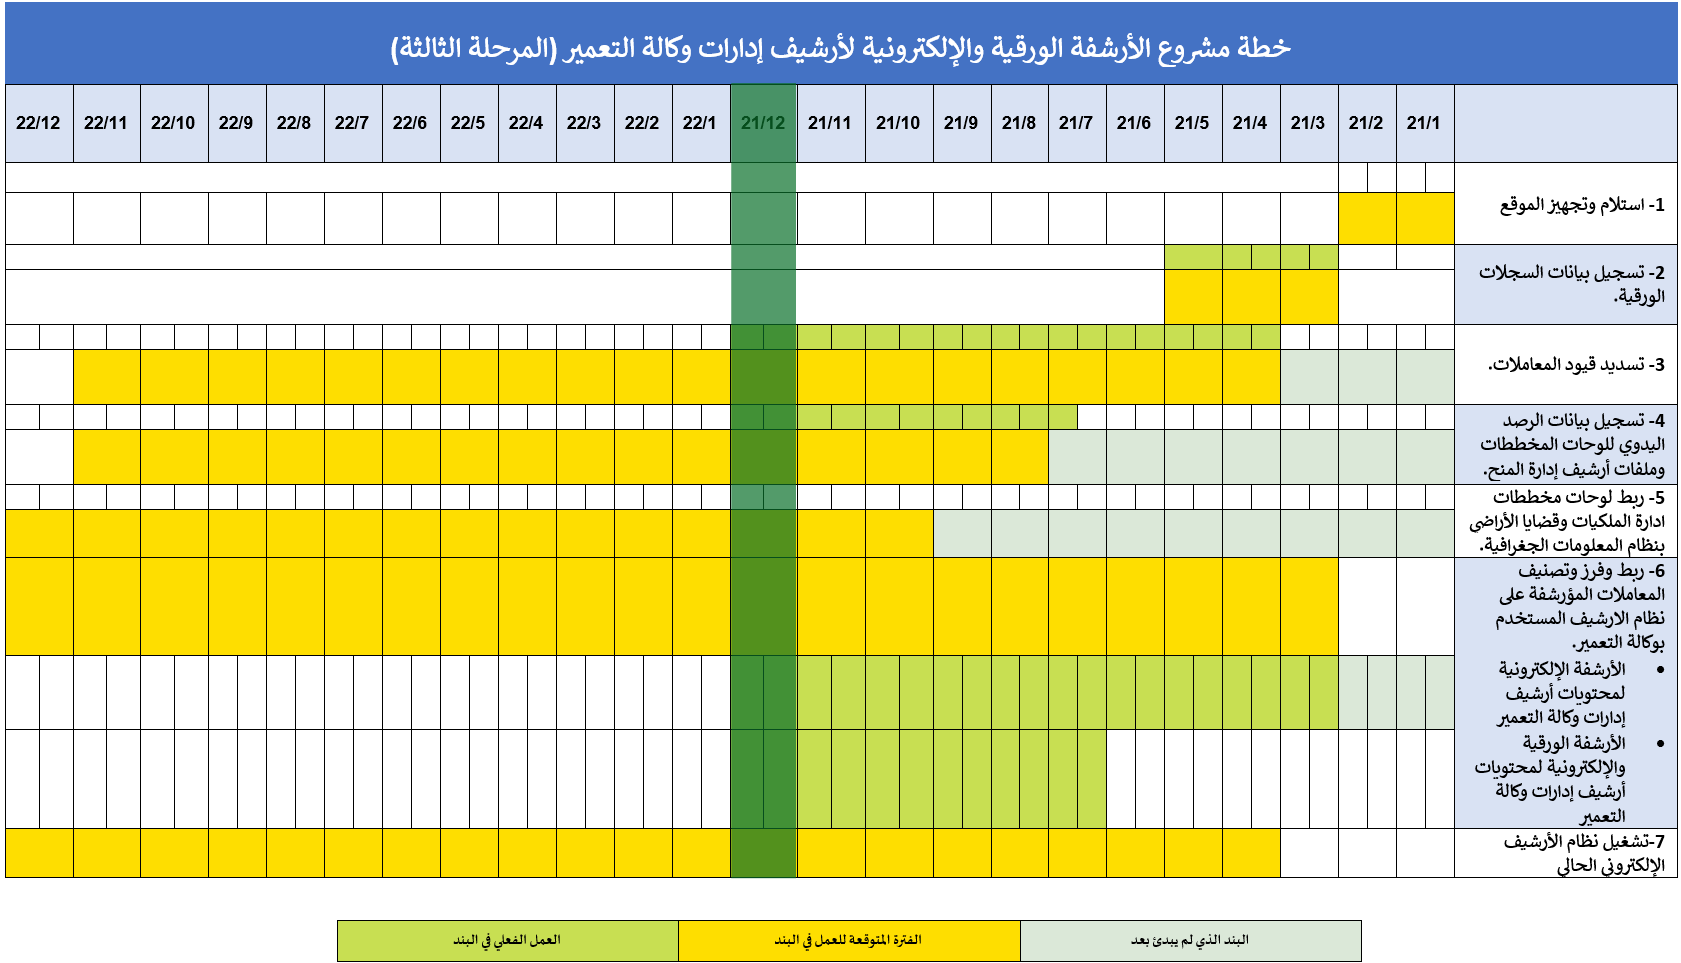 خطة مشروع الأرشفة الورقية والإلكترونية لأرشيف إدارات وكالة التعمير (المرحلة الثالثة)
21/1 21/2 21/3 21/4 21/5 21/6 21/7 21/8 21/9 21/10 21/11 21/12 22/1 22/2 22/3 22/4 22/5 22/6 22/7 22/8 22/9 22/10 22/11 22/12
1- استلام وتجهيز الموقع
2- تسجيل بيانات السجلات
الورقية.
3- تسديد قيود المعاملات.
4- تسجيل بيانات الرصد
اليدوي للوحات المخططات
وملفات أرشيف إدارة المنح.
5- ربط لوحات مخططات
ادارة الملكيات وقضايا الأراضي
بنظام المعلومات الجغرافية.
6- ربط وفرز وتصنيف
المعاملات المؤرشفة على
نظام الارشيف المستخدم
بوكالة التعمير.
• الأرشفة الإلكترونية
لمحتويات أرشيف
إدارات وكالة التعمير
• الأرشفة الورقية
والإلكترونية لمحتويات
أرشيف إدارات وكالة
التعمير
7-تشغيل نظام الأرشيف
الإلكتروني الحالي
البند الذي لم يبدئ بعد
الفترة المتوقعة للعمل في البند
العمل الفعلي في البند